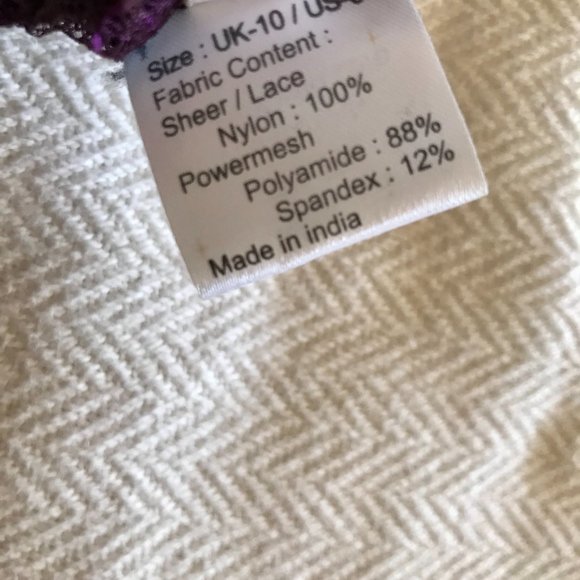 Size : UK-10 / US-
Fabric Content :
Sheer / Lace
Nylon : 100%
Powermesh
Polyamide : 88%
Spandex : 12%
Made in india